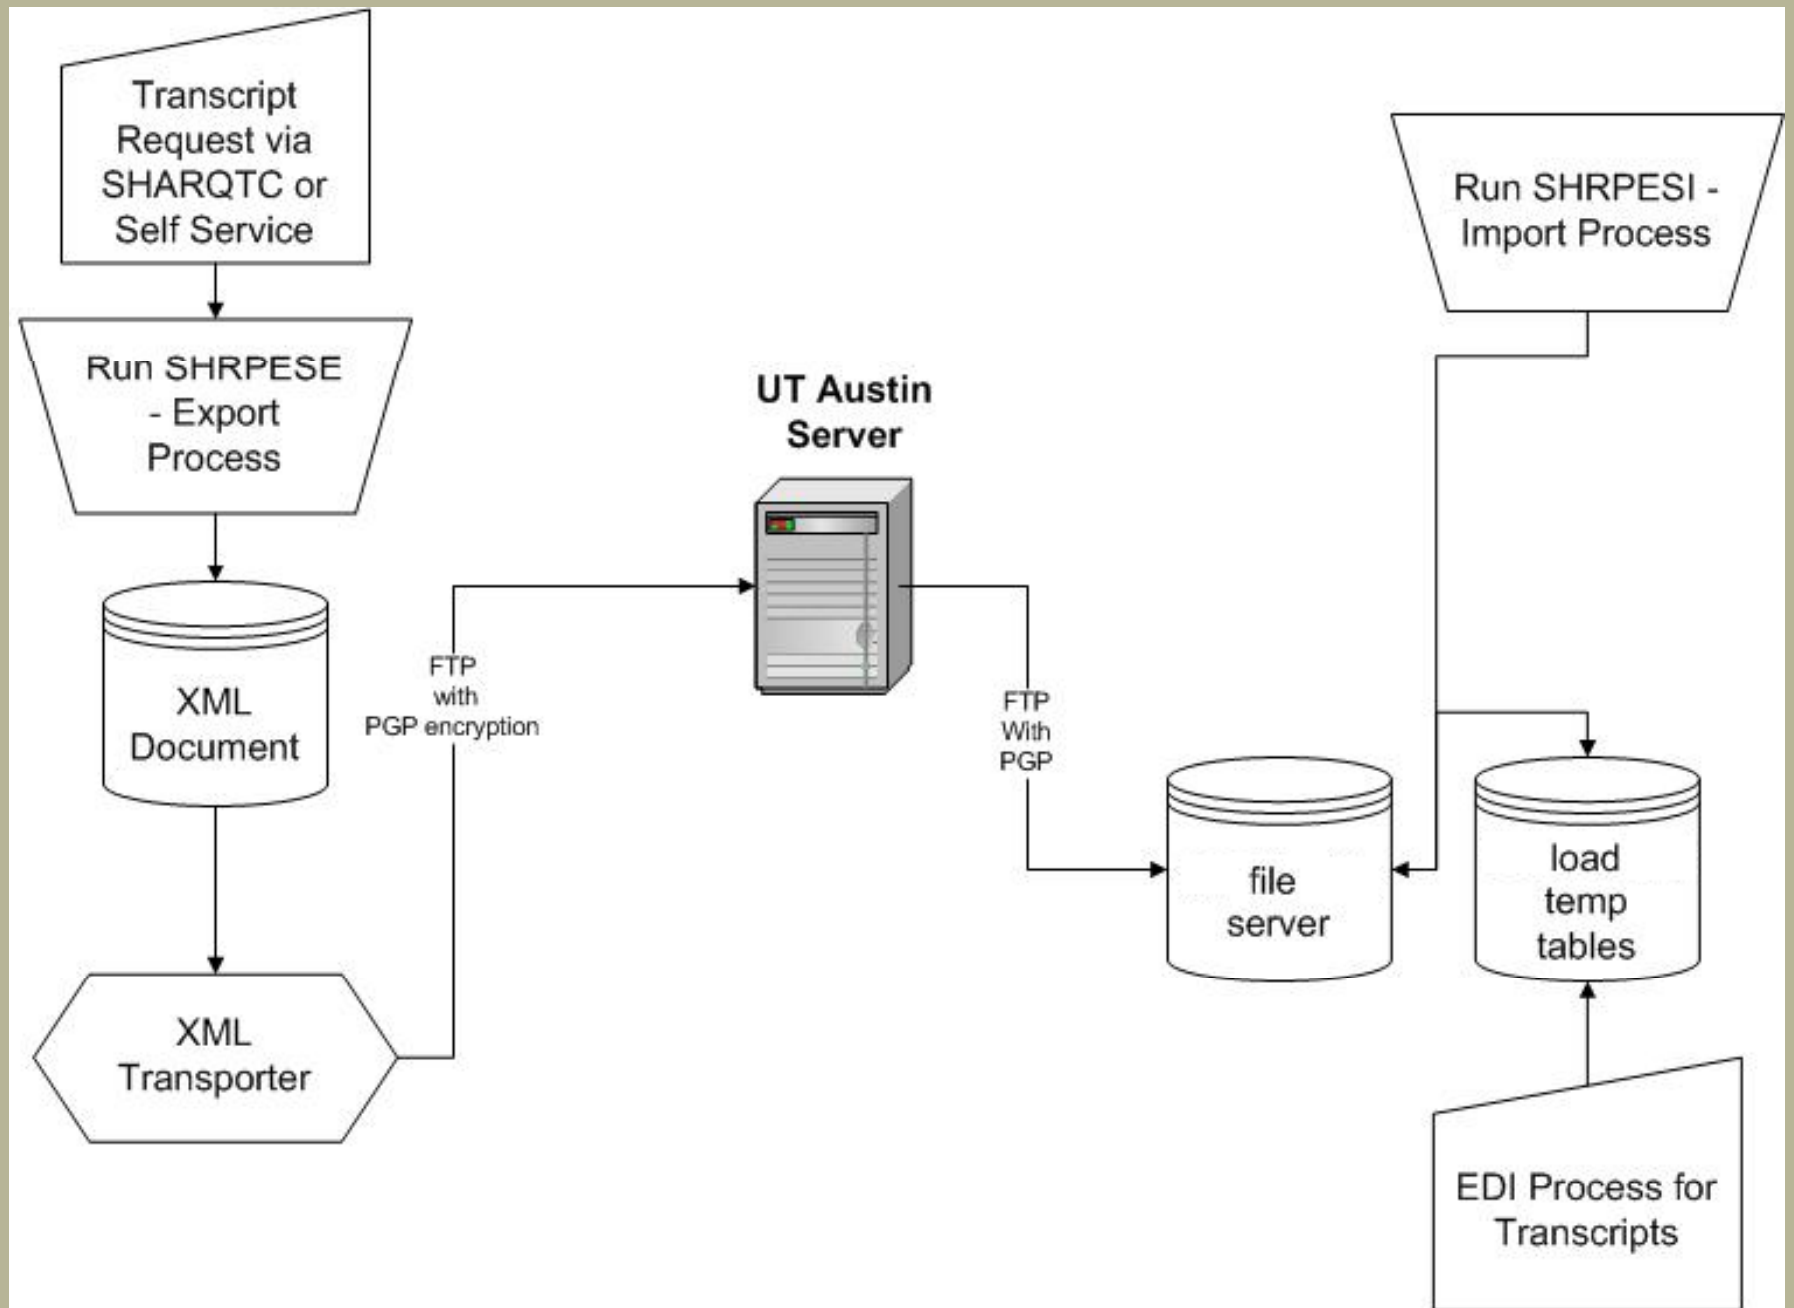 Transcript
Request via
SHARQTC or
Self Service
Run SHRPESE
- Export
Process
XML
Document
XML
Transporter
FTP
with
PGP encryption
UT Austin
Server
FTP
With
PGP
file
server
Run SHRPESI -
Import Process
load
temp
tables
EDI Process for
Transcripts